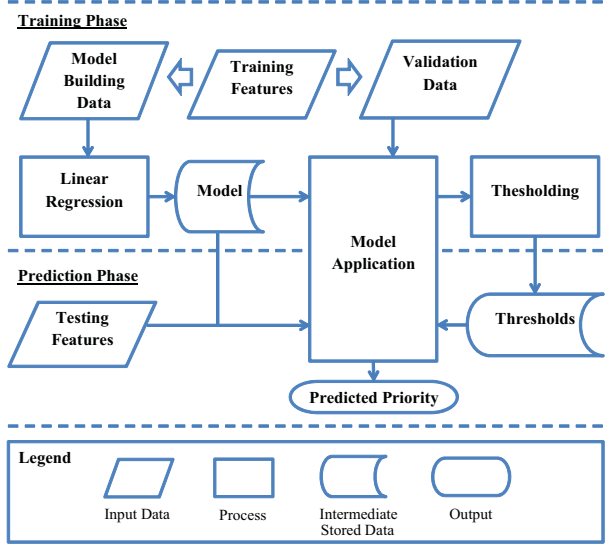 Training Phase
Model
Building
Data
Training
Features
Validation
Data
Linear
Regression
Model
Model
Application
Thesholding
Prediction Phase
Testing
Features
Thresholds
Predicted Priority
Legend
Input Data
Process
Intermediate
Stored Data
Output